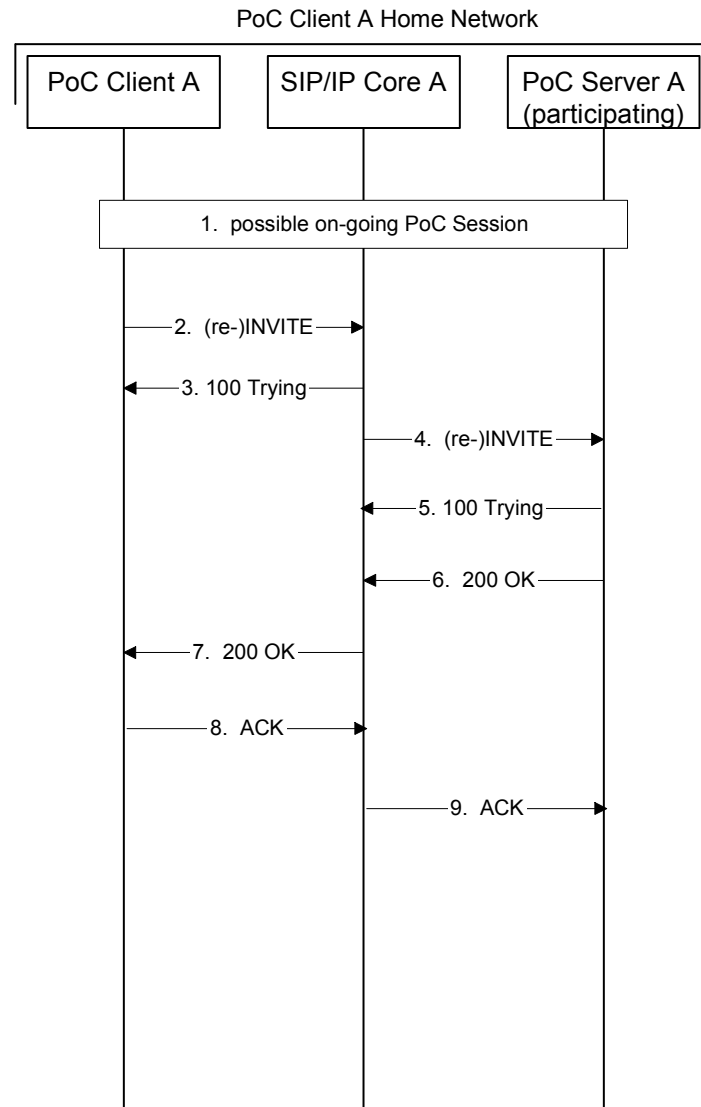 PoC Client A Home Network
PoC Client A
SIP/IP Core A
PoC Server A
(participating)
1. possible on-going PoC Session
2. (re-)INVITE
3. 100 Trying
4. (re-)INVITE
5. 100 Trying
6. 200 OK
7. 200 OK
8. ACK
9. ACK